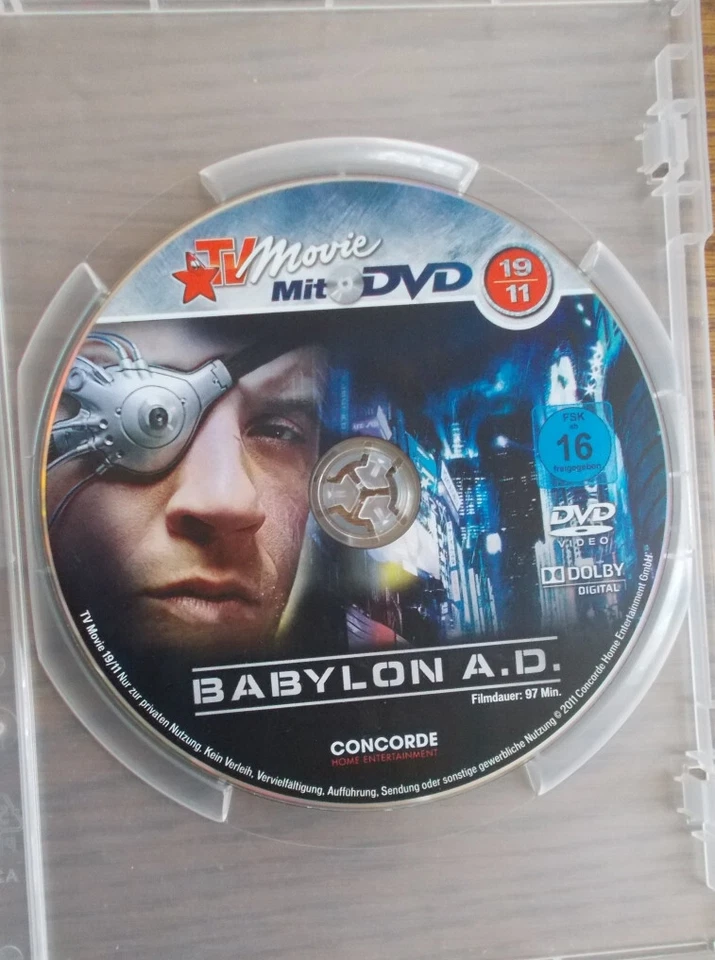 TV Movie
Mit DVD
19
11
FSK
ab
16
freigegeben
DVD
VIDEO
DOLBY
DIGITAL
BABYLON A.D.
Filmdauer: 97 Min.
CONCORDE
HOME ENTERTAINMENT
TV Movie 19/11 Nur zur privaten Nutzung. Kein Verleih, Vervielfältigung, Aufführung, Sendung oder sonstige gewerbliche Nutzung © 2011 Concorde Home Entertainment GmbH